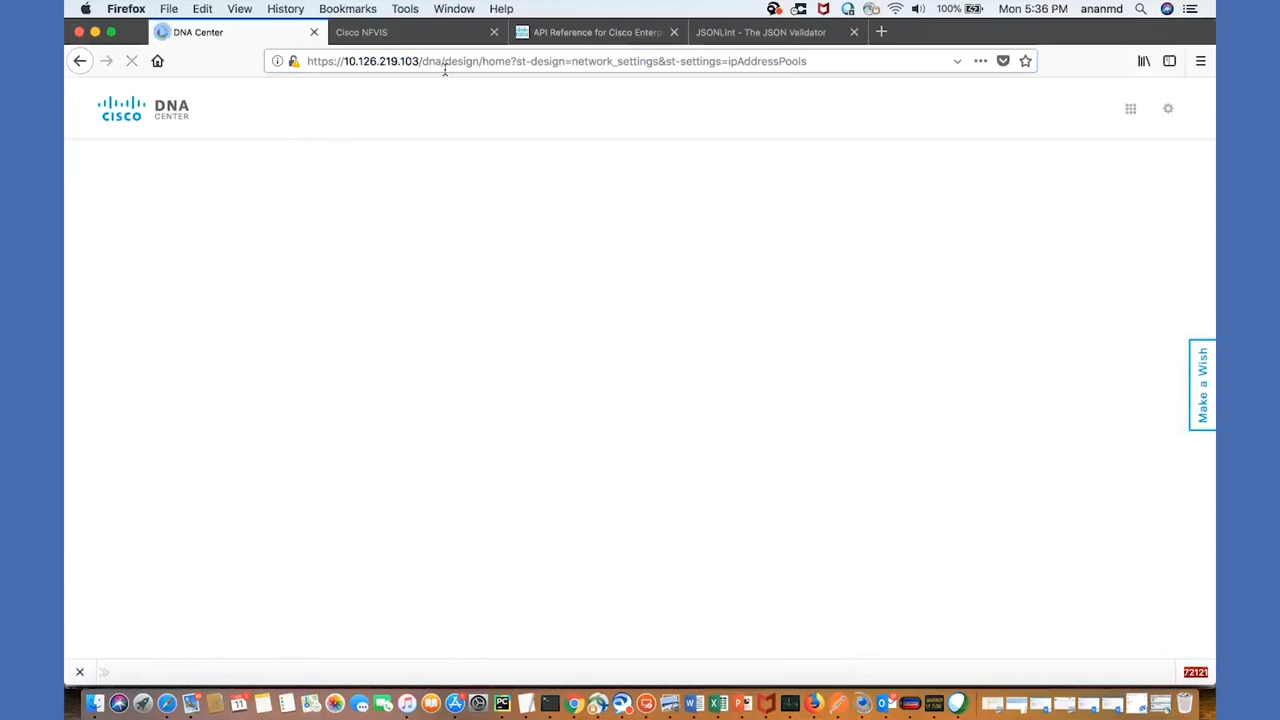 Firefox File Edit View History Bookmarks Tools Window Help 100% Mon 5:36 PM ananmd
DNA Center Cisco NFVIS API Reference for Cisco Enterp JSONLint - The JSON Validator
https://10.126.219.103/dna/design/home?st-design=network_settings&st-settings=ipAddressPools
CISCO DNA CENTER
Make a Wish
72121